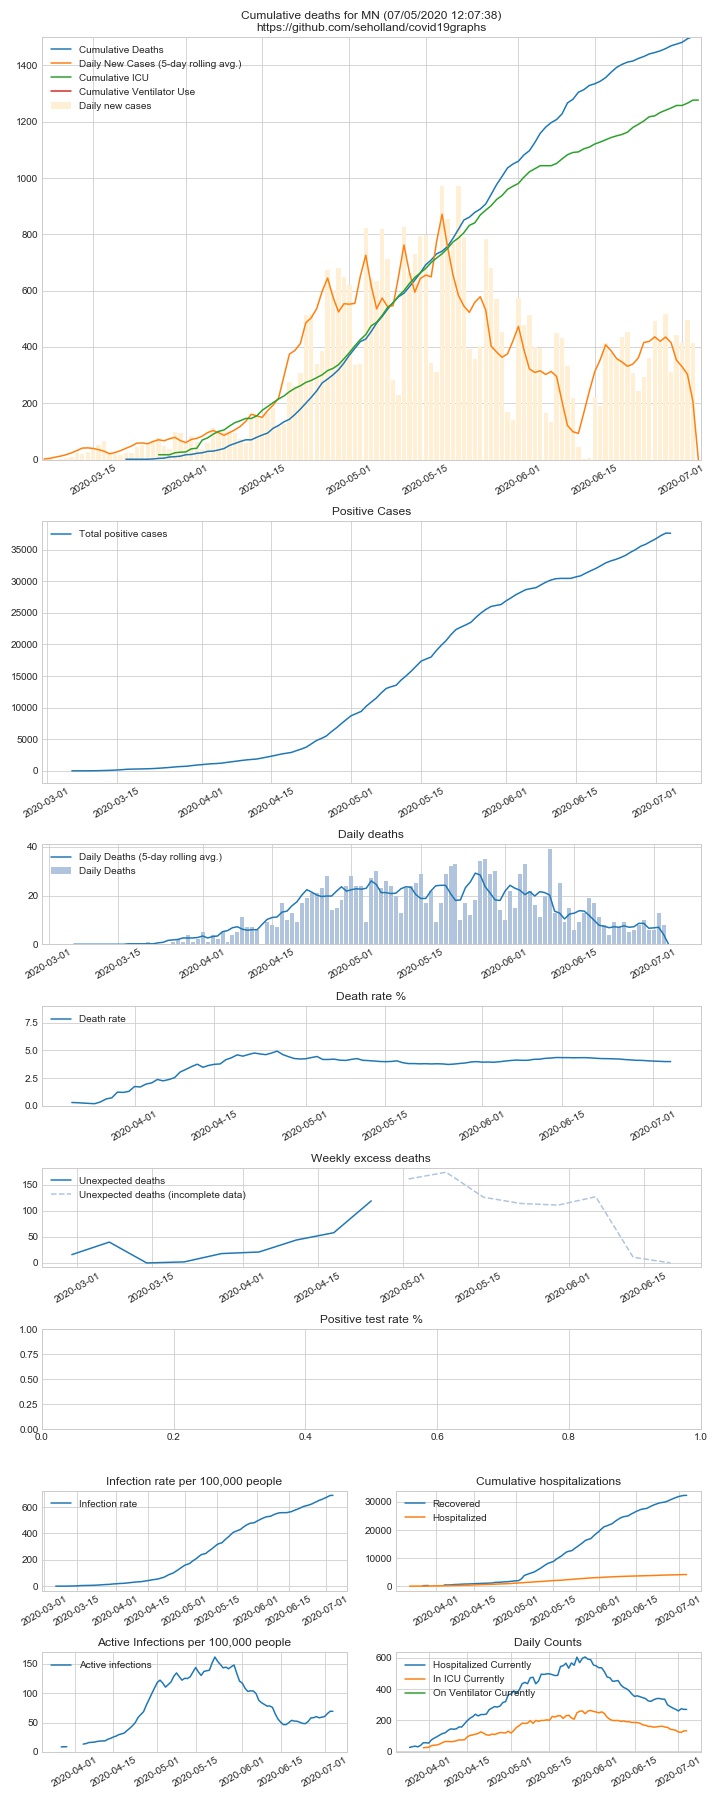 Cumulative deaths for MN (07/05/2020 12:07:38)
https://github.com/seholland/covid19graphs
Cumulative Deaths
Daily New Cases (5-day rolling avg.)
Cumulative ICU
Cumulative Ventilator Use
Daily new cases
1400
1200
1000
800
600
400
200
0
2020-03-15 2020-04-01 2020-04-15 2020-05-01 2020-05-15 2020-06-01 2020-06-15 2020-07-01
Positive Cases
Total positive cases
35000
30000
25000
20000
15000
10000
5000
0
2020-03-01 2020-03-15 2020-04-01 2020-04-15 2020-05-01 2020-05-15 2020-06-01 2020-06-15 2020-07-01
Daily deaths
Daily Deaths (5-day rolling avg.)
Daily Deaths
40
20
0
2020-03-01 2020-03-15 2020-04-01 2020-04-15 2020-05-01 2020-05-15 2020-06-01 2020-06-15 2020-07-01
Death rate %
Death rate
7.5
5.0
2.5
0.0
2020-04-01 2020-04-15 2020-05-01 2020-05-15 2020-06-01 2020-06-15 2020-07-01
Weekly excess deaths
Unexpected deaths
Unexpected deaths (incomplete data)
150
100
50
0
2020-03-01 2020-03-15 2020-04-01 2020-04-15 2020-05-01 2020-05-15 2020-06-01 2020-06-15
Positive test rate %
1.00
0.75
0.50
0.25
0.00
0.0 0.2 0.4 0.6 0.8 1.0
Infection rate per 100,000 people
Infection rate
600
400
200
0
2020-03-01 2020-03-15 2020-04-01 2020-04-15 2020-05-01 2020-05-15 2020-06-01 2020-06-15 2020-07-01
Cumulative hospitalizations
Recovered
Hospitalized
30000
20000
10000
0
2020-04-01 2020-04-15 2020-05-01 2020-05-15 2020-06-01 2020-06-15 2020-07-01
Active Infections per 100,000 people
Active infections
150
100
50
0
2020-04-01 2020-04-15 2020-05-01 2020-05-15 2020-06-01 2020-06-15 2020-07-01
Daily Counts
Hospitalized Currently
In ICU Currently
On Ventilator Currently
600
400
200
0
2020-04-01 2020-04-15 2020-05-01 2020-05-15 2020-06-01 2020-06-15 2020-07-01